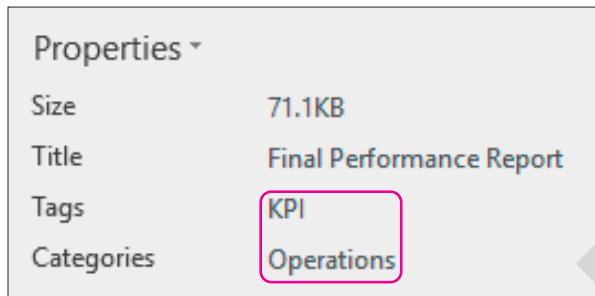 Properties
Size 71.1KB
Title Final Performance Report
Tags KPI
Categories Operations